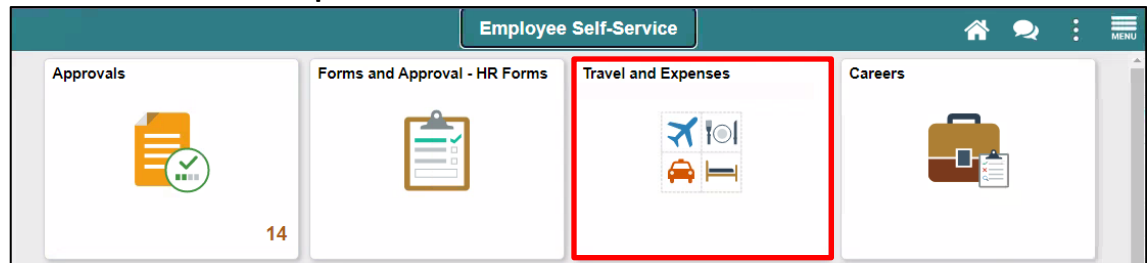 Employee Self-Service
MENU
Approvals
Forms and Approval - HR Forms
Travel and Expenses
Careers
14